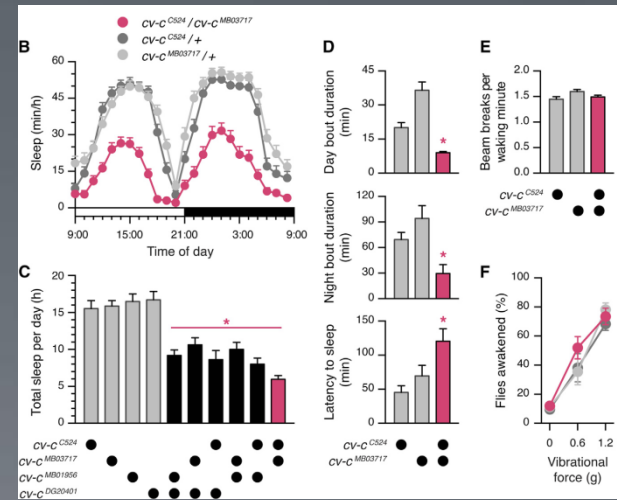 cv-c C524 / cv-c MB03717
cv-c C524 / +
cv-c MB03717 / +
B
Sleep (min/h)
60
45
30
15
0
9:00
15:00
21:00
3:00
9:00
Time of day
C
Total sleep per day (h)
20
15
10
5
0
*
cv-c C524
cv-c MB03717
cv-c MB01956
cv-c DG20401
D
Day bout duration
(min)
45
30
15
0
*
Night bout duration
(min)
120
90
60
30
0
*
Latency to sleep
(min)
150
100
50
0
*
cv-c C524
cv-c MB03717
E
Beam breaks per
waking minute
2.0
1.5
1.0
0.5
0.0
cv-c C524
cv-c MB03717
F
Flies awakened (%)
100
80
60
40
20
0
0
0.6
1.2
Vibrational
force (g)